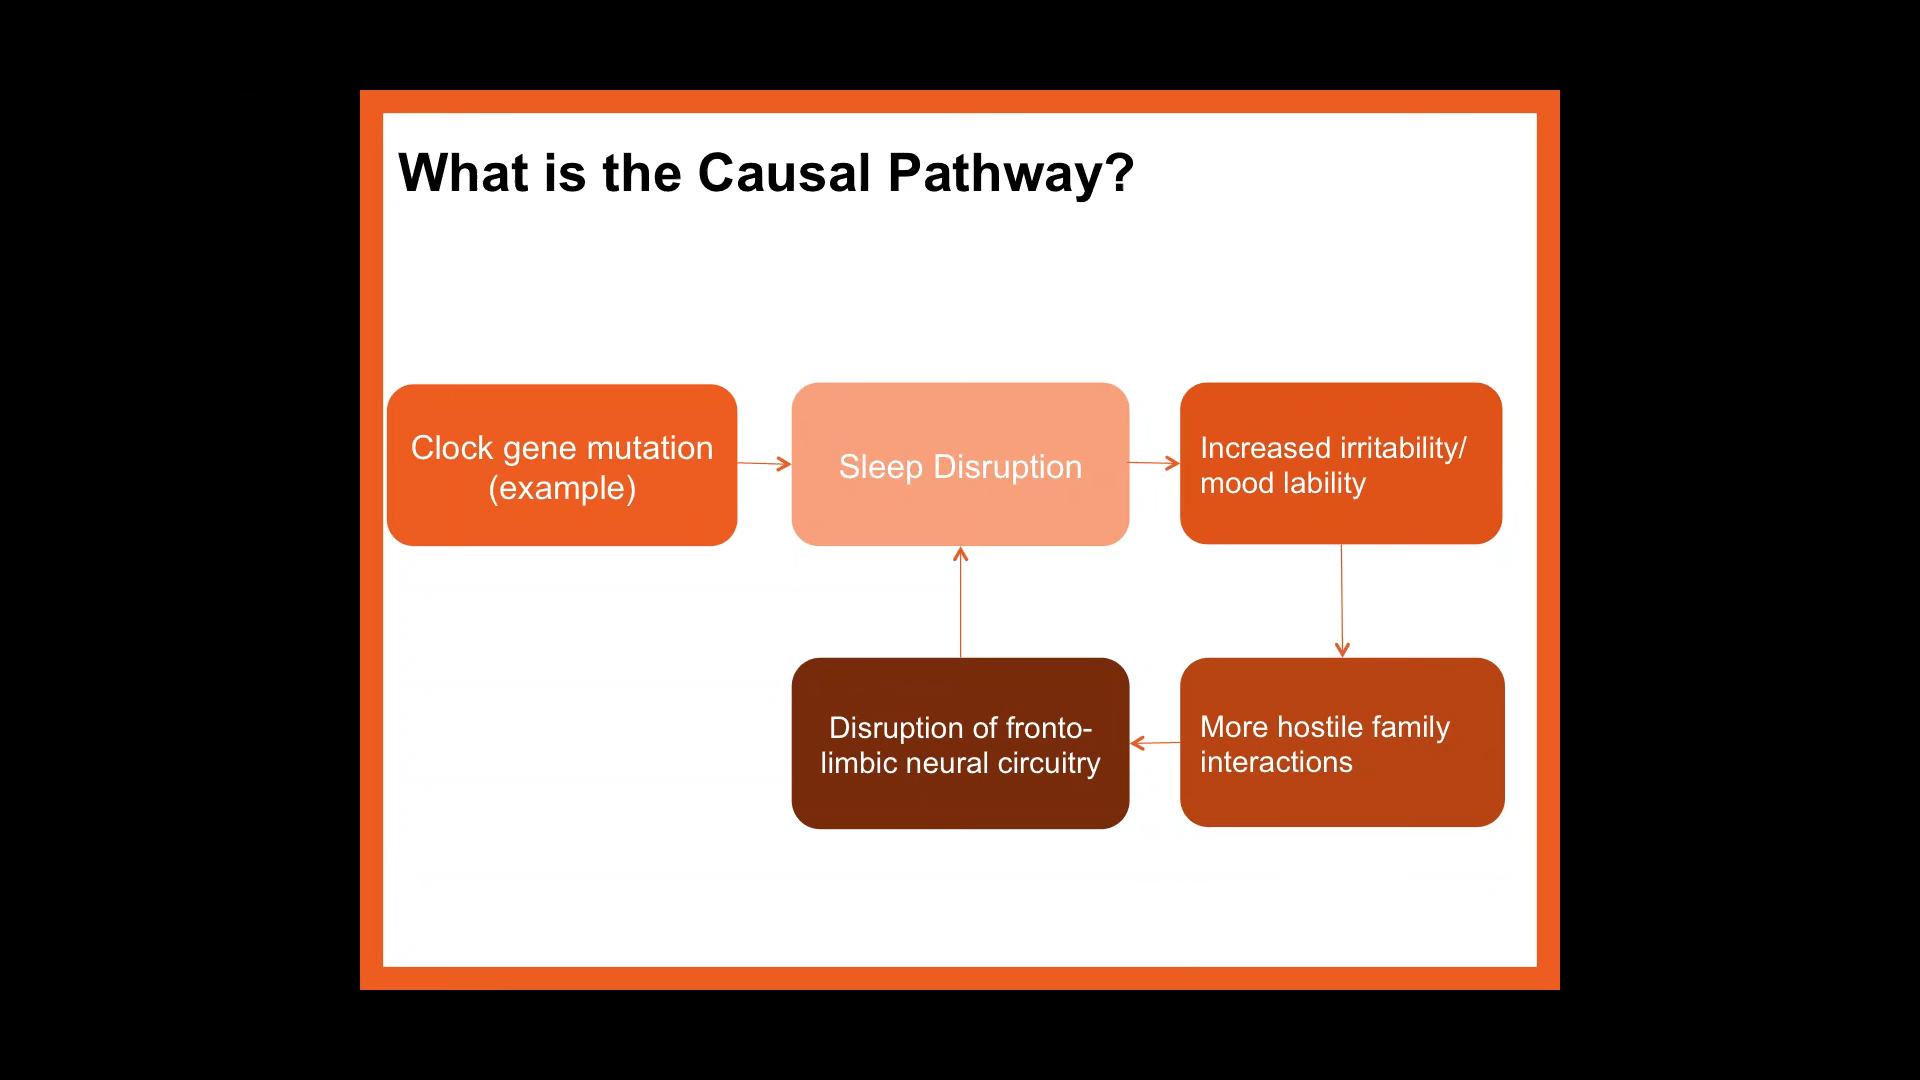 What is the Causal Pathway?
Clock gene mutation
(example)
Sleep Disruption
Increased irritability/
mood lability
Disruption of fronto-
limbic neural circuitry
More hostile family
interactions